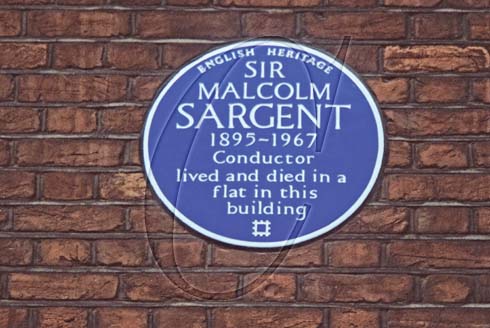 ENGLISH HERITAGE
SIR
MALCOLM
SARGENT
1895-1967
Conductor
lived and died in a
flat in this
building